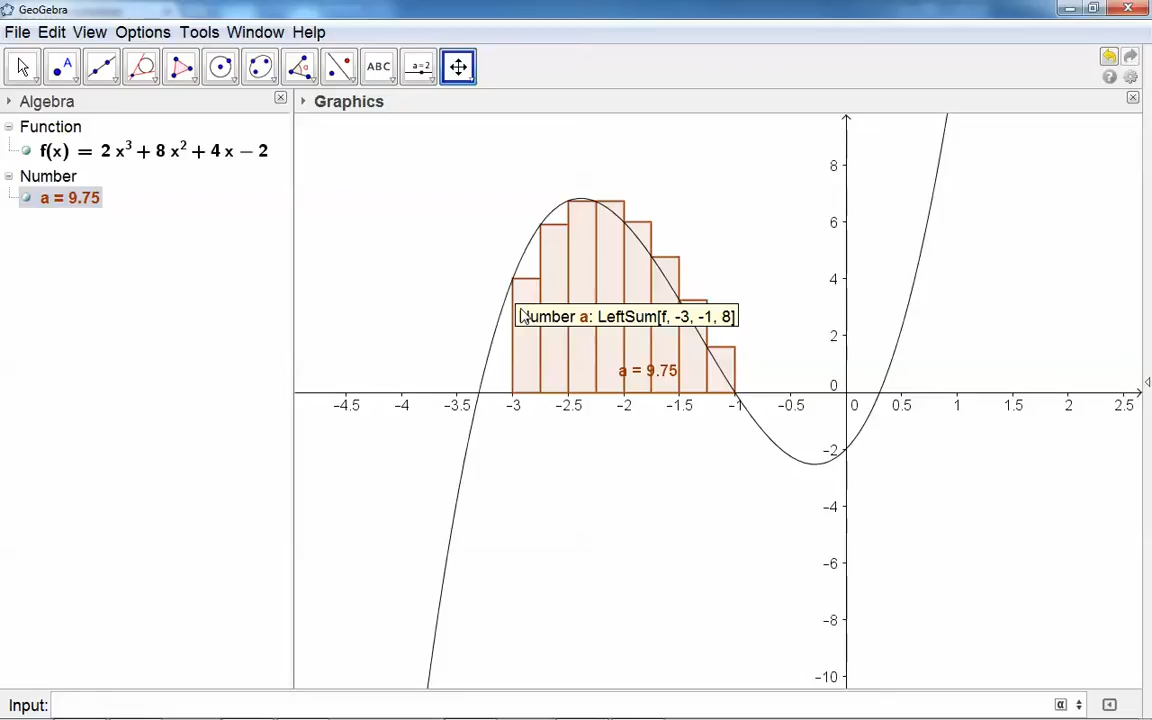 GeoGebra
File Edit View Options Tools Window Help
ABC a=2
Algebra
Graphics
Function
f(x) = 2 x³ + 8 x² + 4 x − 2
Number
a = 9.75
8
6
4
Number a: LeftSum[f, -3, -1, 8]
2
a = 9.75
0
-4.5 -4 -3.5 -3 -2.5 -2 -1.5 -1 -0.5 0 0.5 1 1.5 2 2.5
-2
-4
-6
-8
-10
Input:
α